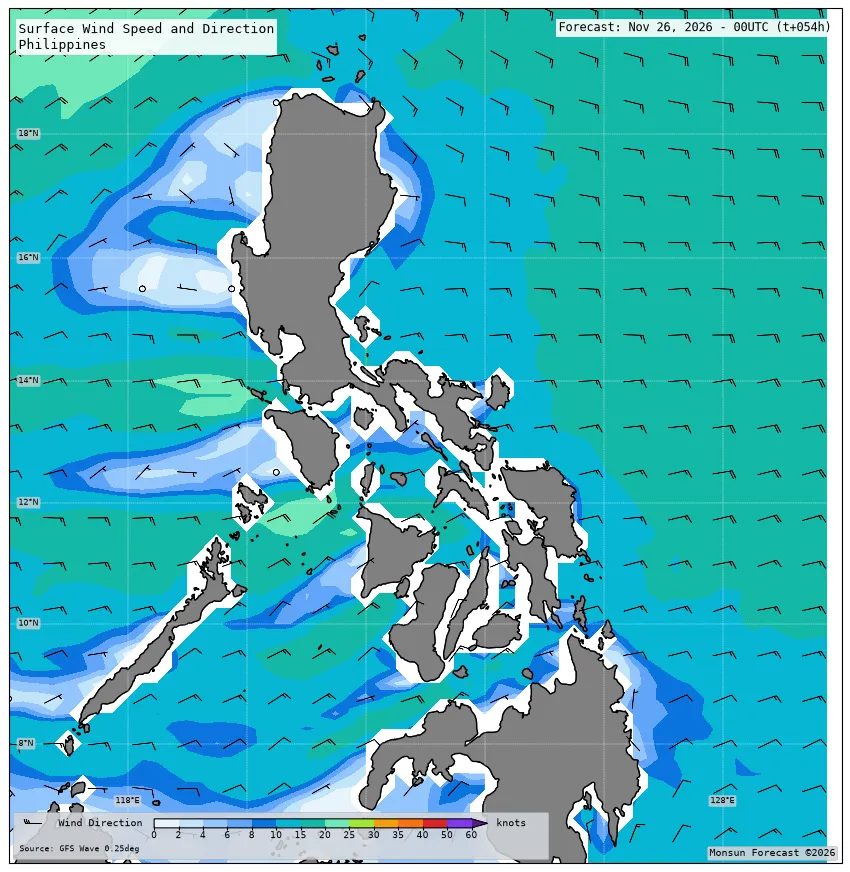 Surface Wind Speed and Direction
Philippines
Forecast: Nov 26, 2026 - 00UTC (t+054h)
18°N
16°N
14°N
12°N
10°N
8°N
118°E
128°E
Wind Direction
0 2 4 6 8 10 15 20 25 30 35 40 50 60
knots
Source: GFS Wave 0.25deg
Monsun Forecast ©2026